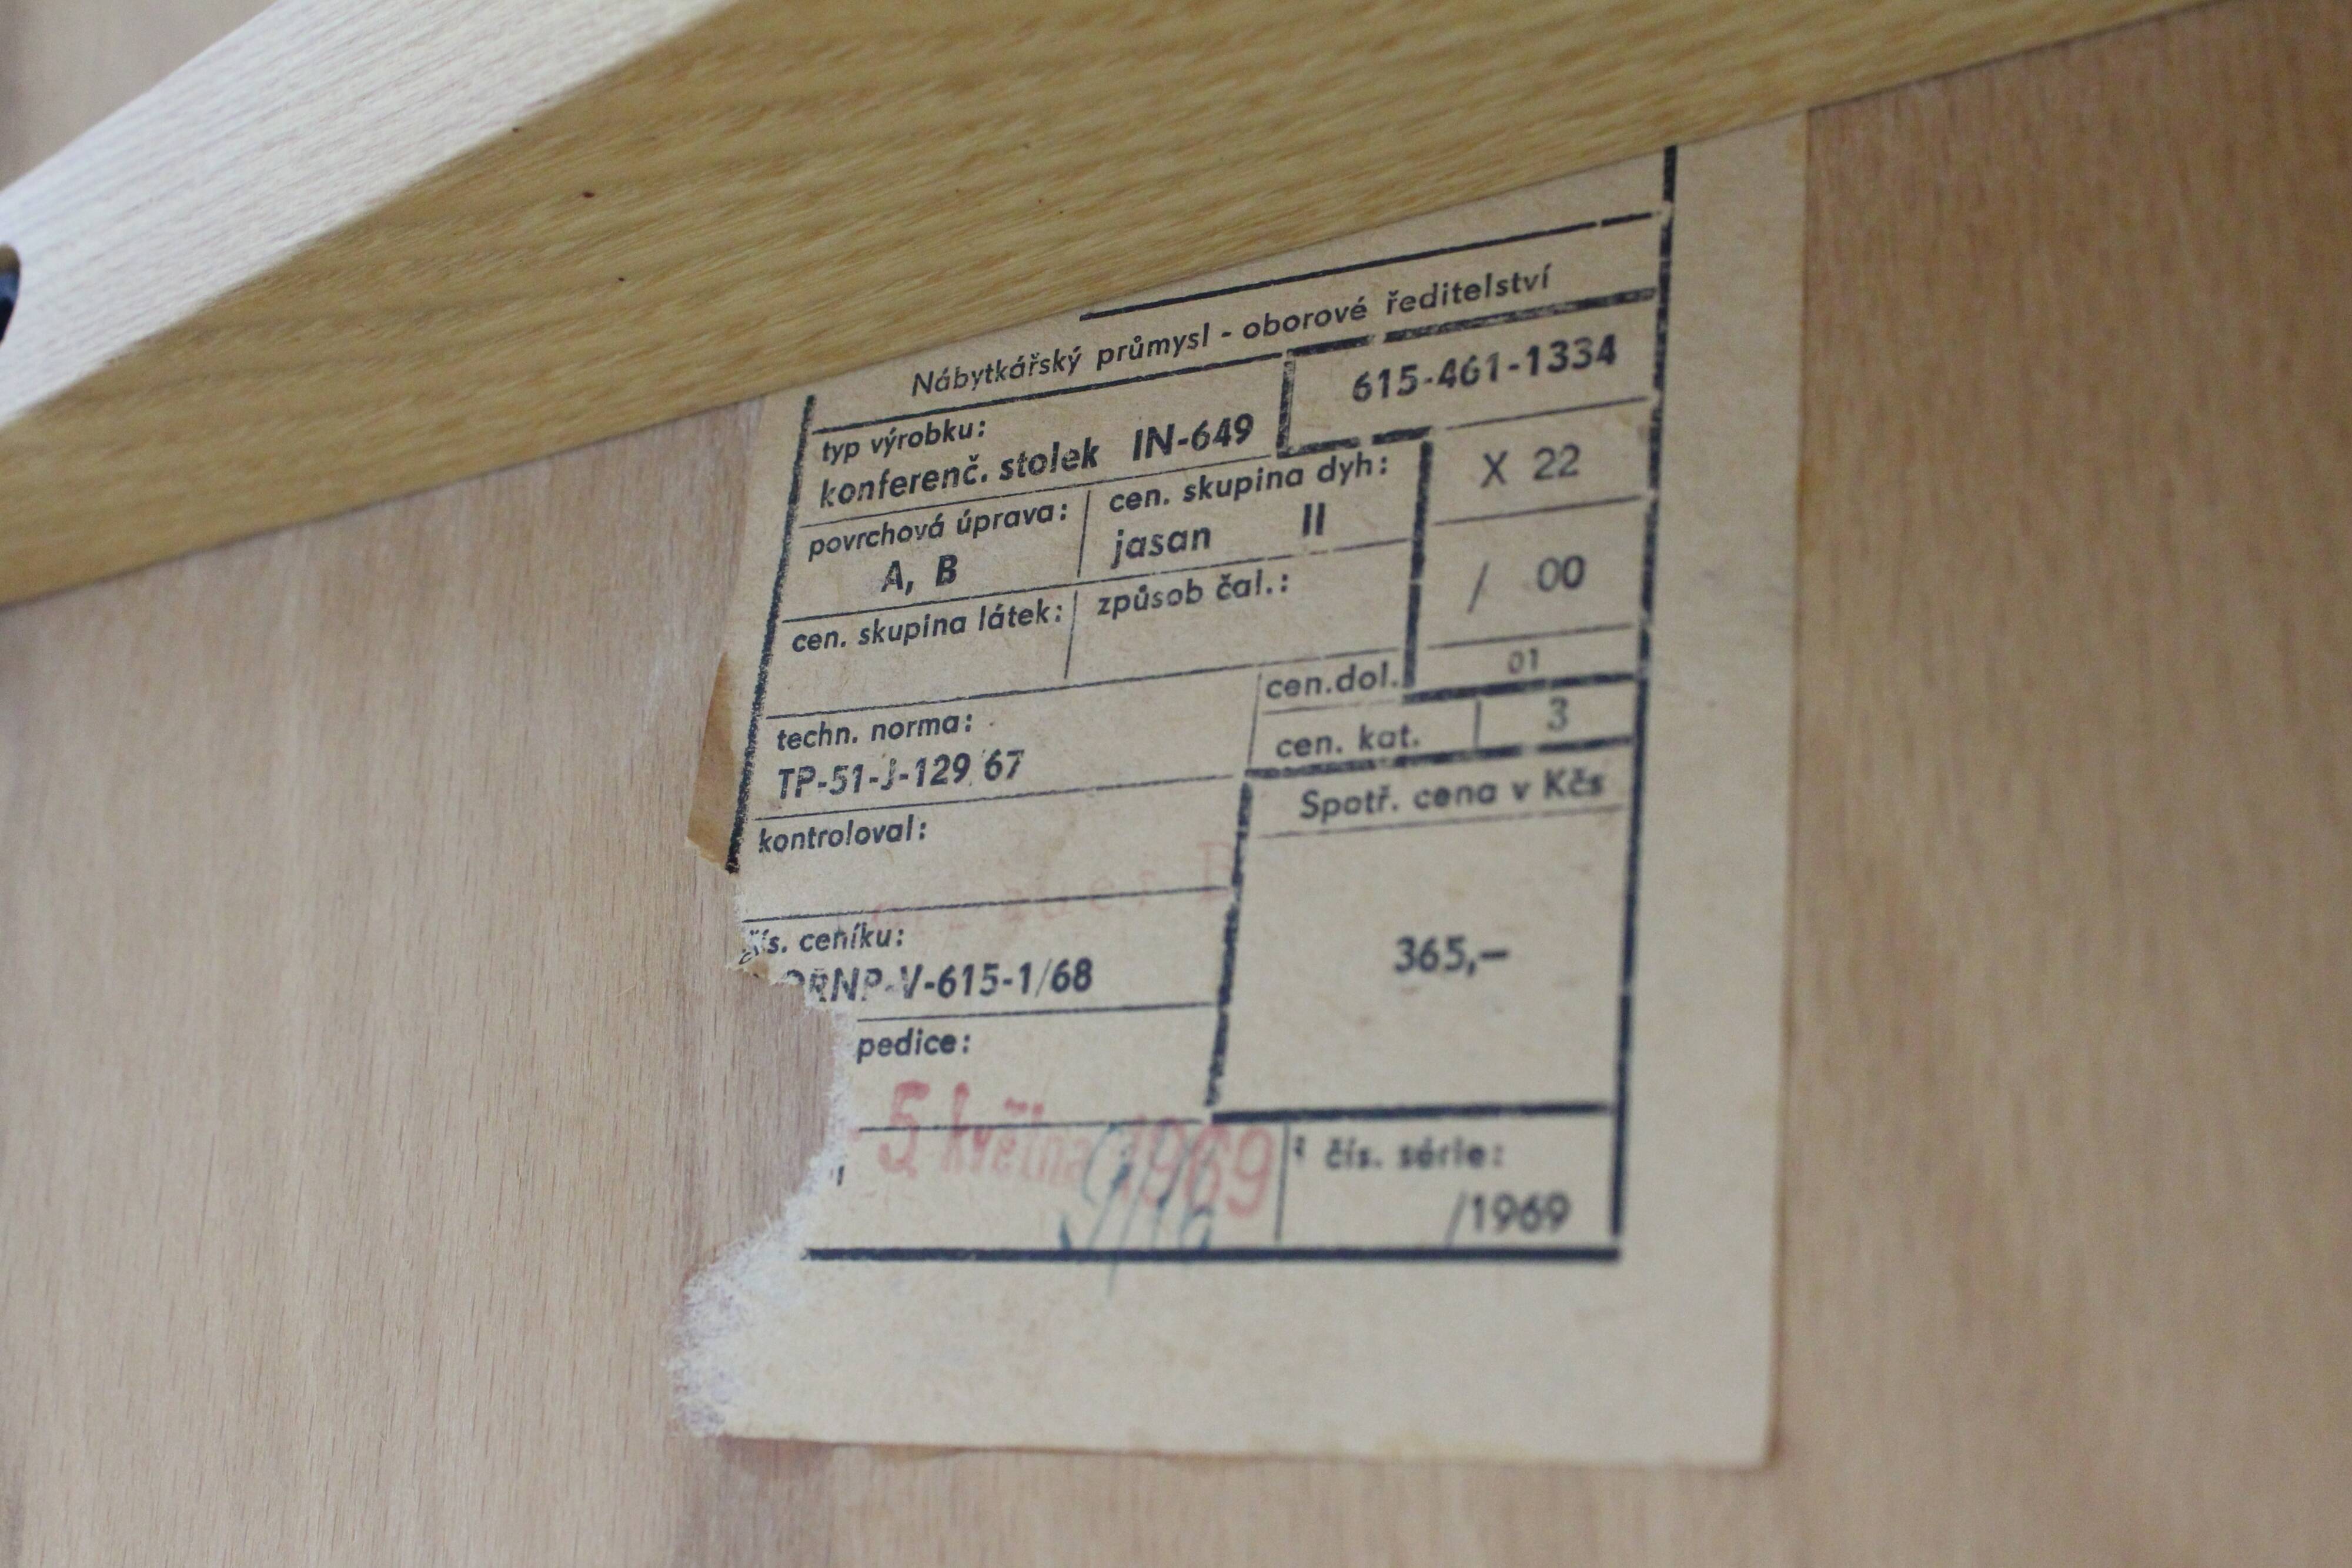 Nábytkářský průmysl - oborové ředitelství
typ výrobku:
konferenč. stolek IN-649
615-461-1334
povrchová úprava:
A, B
cen. skupina dyh:
jasan II
X 22
cen. skupina látek:
způsob čal.:
/ 00
techn. norma:
TP-51-J-129/67
cen.dol.
01
cen. kat.
3
kontroloval:
Spotř. cena v Kčs
365,–
čís. ceníku:
ORNP-V-615-1/68
pedice:
- 5. května 1969
čís. série:
/1969